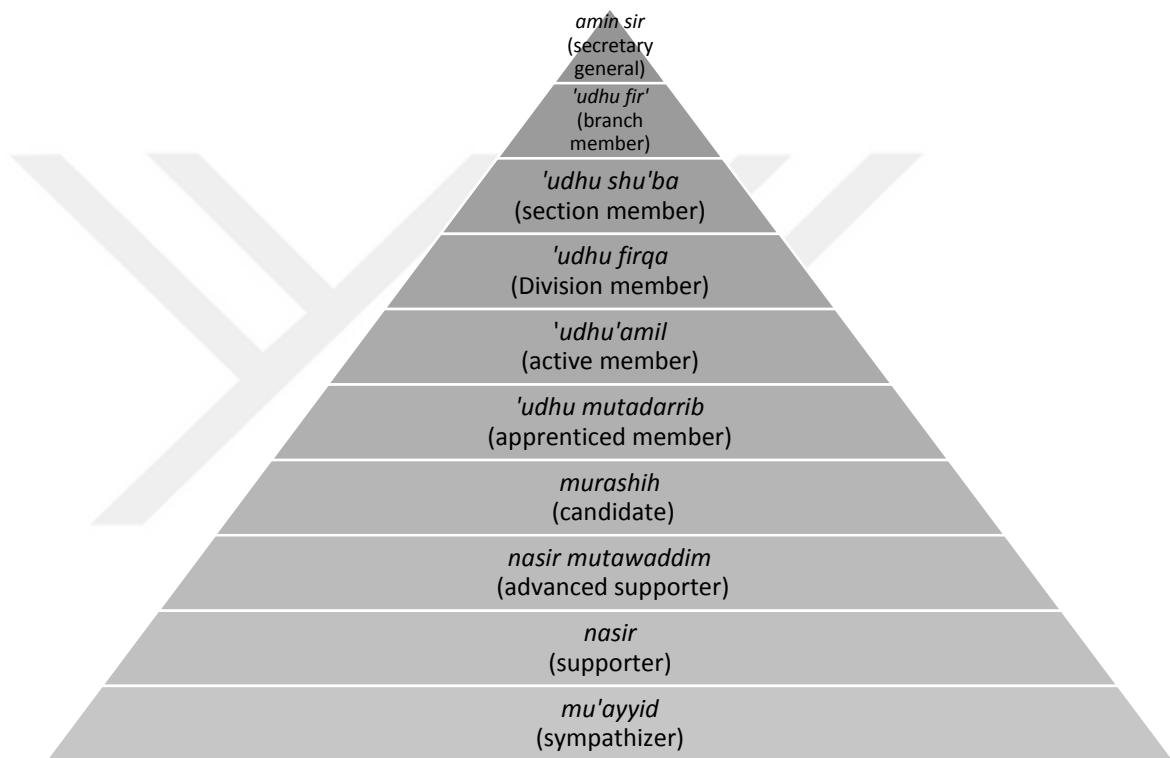 amin sir
(secretary
general)
'udhu fir'
(branch
member)
'udhu shu'ba
(section member)
'udhu firqa
(Division member)
'udhu'amil
(active member)
'udhu mutadarrib
(apprenticed member)
murashih
(candidate)
nasir mutawaddim
(advanced supporter)
nasir
(supporter)
mu'ayyid
(sympathizer)